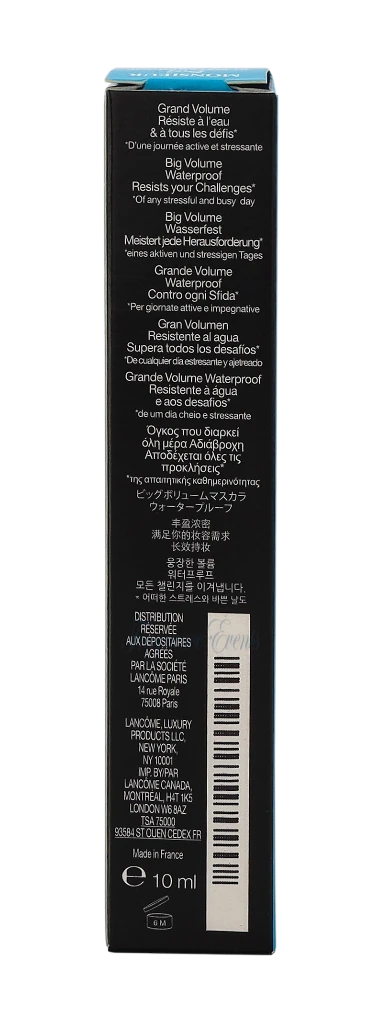 MONSIEUR
Grand Volume
Résiste à l'eau
& à tous les défis*
*D'une journée active et stressante
Big Volume
Waterproof
Resists your Challenges*
*Of any stressful and busy day
Big Volume
Wasserfest
Meistert jede Herausforderung*
*eines aktiven und stressigen Tages
Grande Volume
Waterproof
Contro ogni Sfida*
*Per giornate attive e impegnative
Gran Volumen
Resistente al agua
Supera todos los desafíos*
*De cualquier día estresante y ajetreado
Grande Volume Waterproof
Resistente à água
e aos desafios*
*de um dia cheio e stressante
Όγκος που διαρκεί
όλη μέρα Αδιάβροχη
Αποδέχεται όλες τις
προκλήσεις*
*της απαιτητικής καθημερινότητας
ビッグボリュームマスカラ
ウォータープルーフ
丰盈浓密
满足你的妆容需求
长效持妆
웅장한 볼륨
워터프루프
모든 챌린지를 이겨냅니다.
= 어떠한 스트레스와 바쁜 날도
DISTRIBUTION
RÉSERVÉE
AUX DÉPOSITAIRES
AGRÉÉS
PAR LA SOCIÉTÉ
LANCÔME PARIS
14 rue Royale
75008 Paris
LANCÔME, LUXURY
PRODUCTS LLC,
NEW YORK,
NY 10001
IMP. BY/PAR
LANCÔME CANADA,
MONTREAL, H4T 1K5
LONDON W6 8AZ
TSA 75000
93584 ST OUEN CEDEX FR
Made in France
℮ 10 ml
6 M